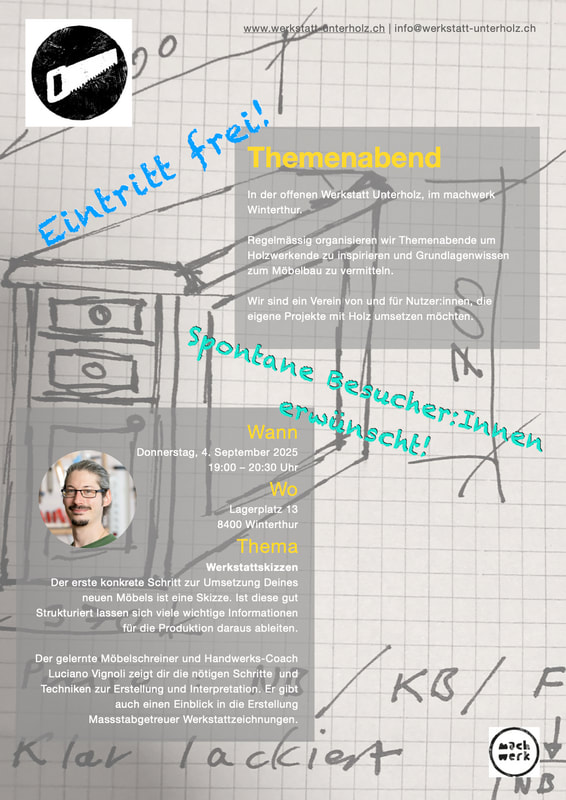 www.werkstatt-unterholz.ch | info@werkstatt-unterholz.ch
Eintritt frei!
Themenabend
In der offenen Werkstatt Unterholz, im machwerk
Winterthur.
Regelmässig organisieren wir Themenabende um
Holzwerkende zu inspirieren und Grundlagenwissen
zum Möbelbau zu vermitteln.
Wir sind ein Verein von und für Nutzer:innen, die
eigene Projekte mit Holz umsetzen möchten.
700
Spontane Besucher:Innen
erwünscht!
Wann
Donnerstag, 4. September 2025
19:00 – 20:30 Uhr
Wo
Lagerplatz 13
8400 Winterthur
Thema
Werkstattskizzen
Der erste konkrete Schritt zur Umsetzung Deines
neuen Möbels ist eine Skizze. Ist diese gut
Strukturiert lassen sich viele wichtige Informationen
für die Produktion daraus ableiten.
Der gelernte Möbelschreiner und Handwerks-Coach
Luciano Vignoli zeigt dir die nötigen Schritte und
Techniken zur Erstellung und Interpretation. Er gibt
auch einen Einblick in die Erstellung
Massstabgetreuer Werkstattzeichnungen.
/ KB / F
Klar lackiert
NB
mach
werk